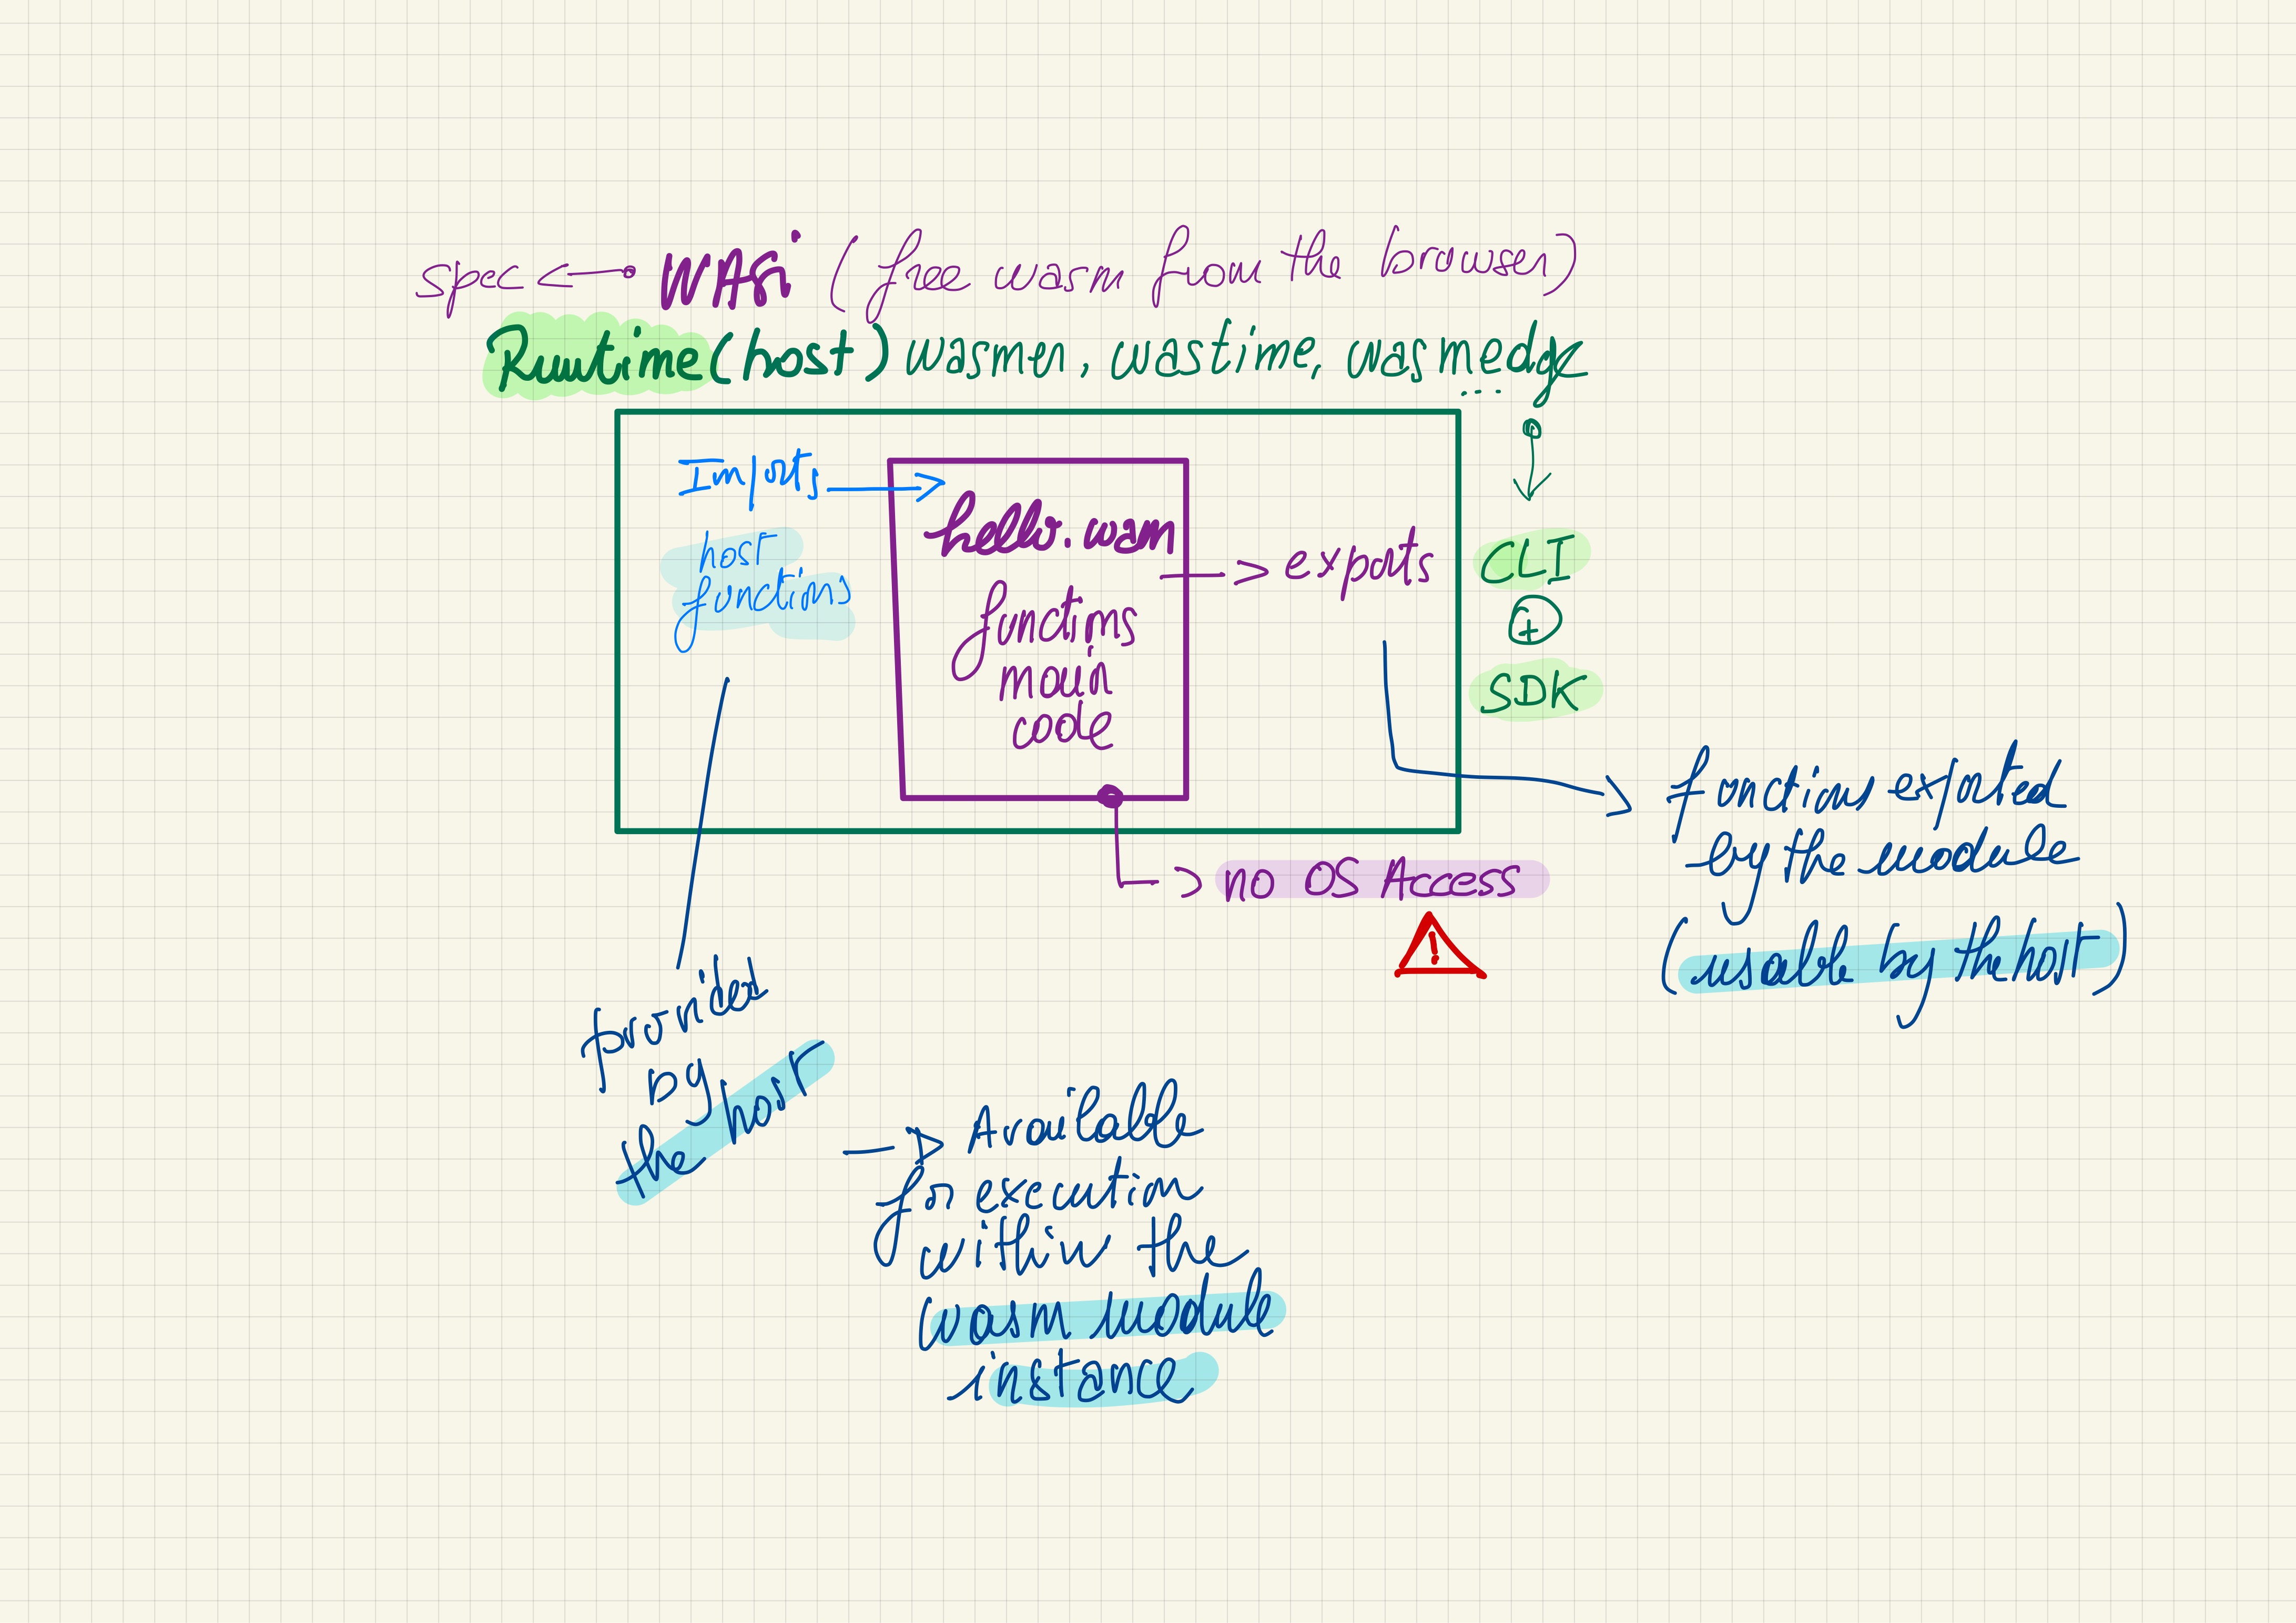 spec WASi (free wasm from the browser)
Runtime (host) wasmer, wastime, wasmedge
...
Imports
host
functions
hello.wasm
functions
main
code
exports
CLI
+
SDK
no OS Access
!
functions exported
by the module
(usable by the host)
provided
by
the host
Available
for execution
within the
wasm module
instance